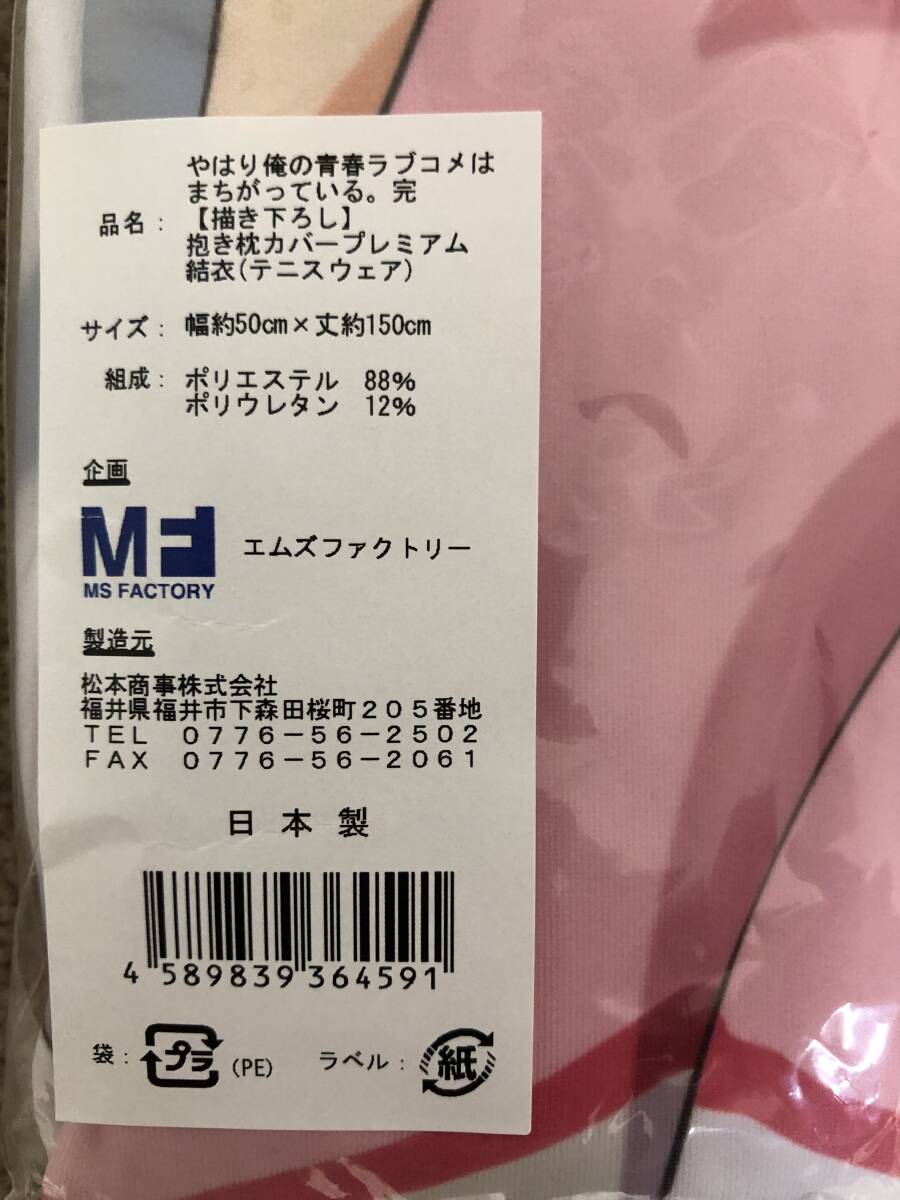 やはり俺の青春ラブコメは
まちがっている。完
品名：【描き下ろし】
抱き枕カバープレミアム
結衣(テニスウェア)
サイズ：幅約50cm×丈約150cm
組成：ポリエステル 88%
ポリウレタン 12%
企画
MF
MS FACTORY
エムズファクトリー
製造元
松本商事株式会社
福井県福井市下森田桜町２０５番地
ＴＥＬ ０７７６－５６－２５０２
ＦＡＸ ０７７６－５６－２０６１
日本製
4 589839 364591
袋：プラ(PE) ラベル：紙